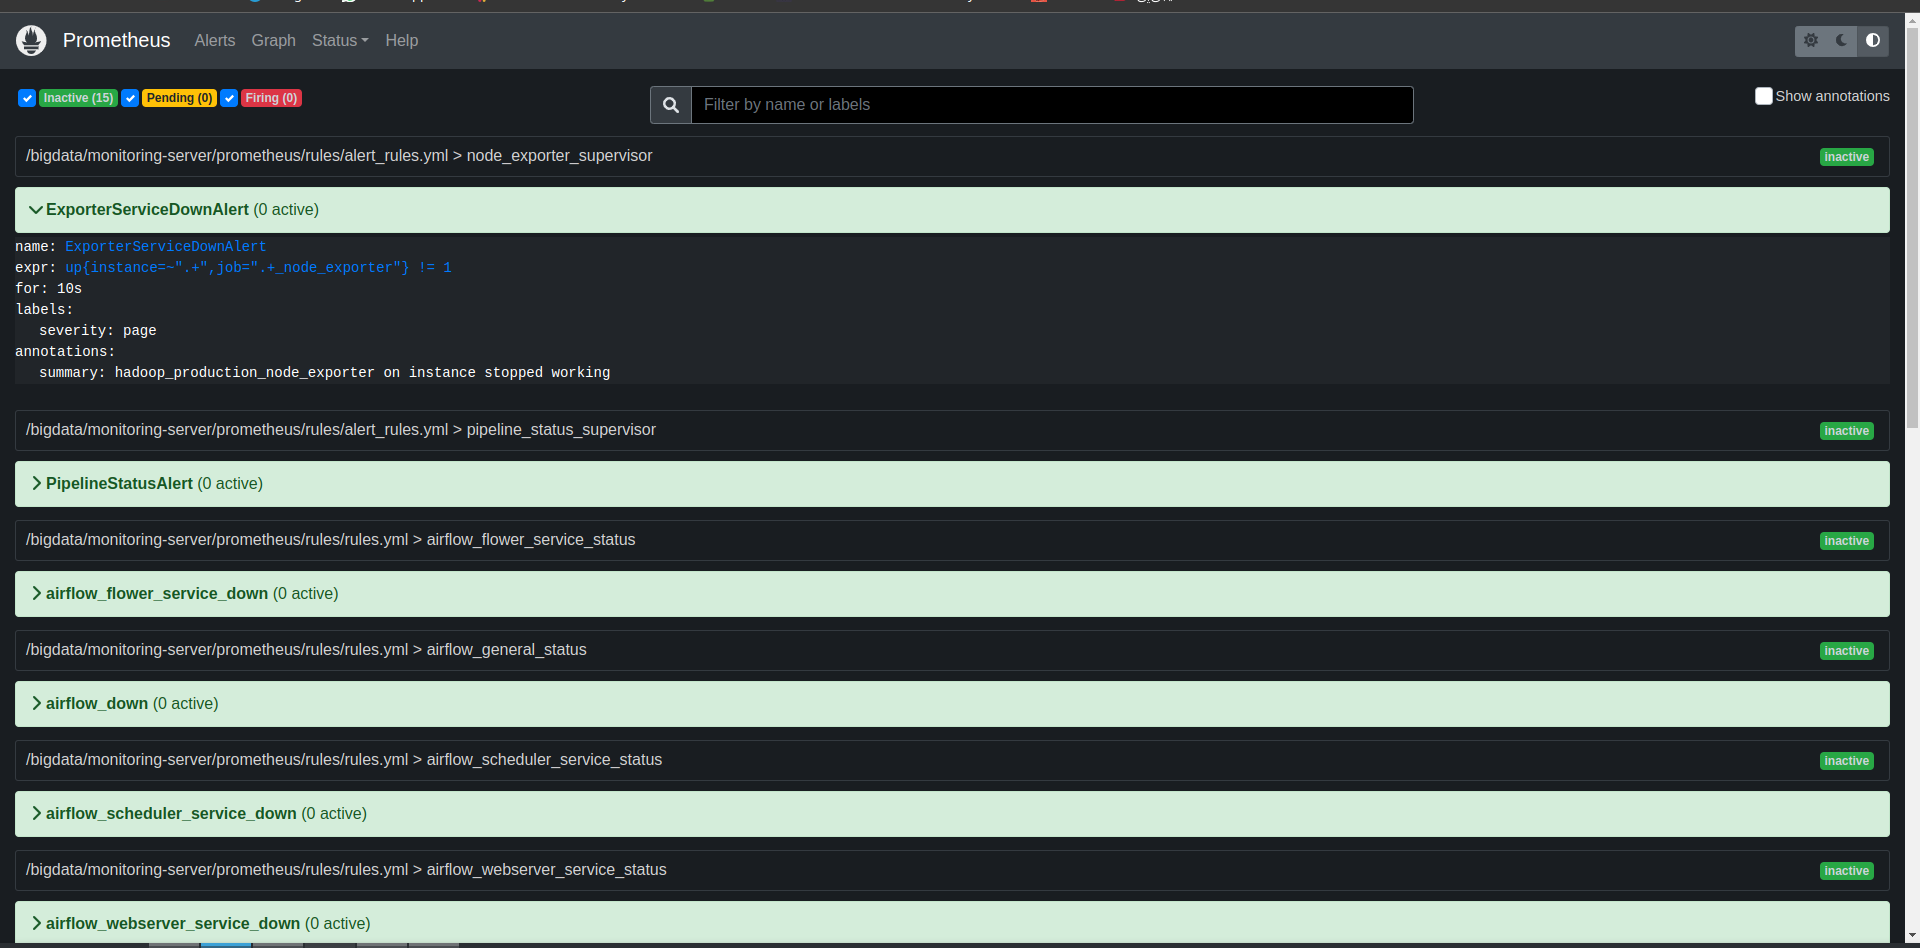 Prometheus Alerts Graph Status Help
Inactive (15) Pending (0) Firing (0)
Filter by name or labels
Show annotations
/bigdata/monitoring-server/prometheus/rules/alert_rules.yml > node_exporter_supervisor
inactive
ExporterServiceDownAlert (0 active)
name: ExporterServiceDownAlert
expr: up{instance=~".+",job=".+_node_exporter"} != 1
for: 10s
labels:
severity: page
annotations:
summary: hadoop_production_node_exporter on instance stopped working
/bigdata/monitoring-server/prometheus/rules/alert_rules.yml > pipeline_status_supervisor
inactive
PipelineStatusAlert (0 active)
/bigdata/monitoring-server/prometheus/rules/rules.yml > airflow_flower_service_status
inactive
airflow_flower_service_down (0 active)
/bigdata/monitoring-server/prometheus/rules/rules.yml > airflow_general_status
inactive
airflow_down (0 active)
/bigdata/monitoring-server/prometheus/rules/rules.yml > airflow_scheduler_service_status
inactive
airflow_scheduler_service_down (0 active)
/bigdata/monitoring-server/prometheus/rules/rules.yml > airflow_webserver_service_status
inactive
airflow_webserver_service_down (0 active)